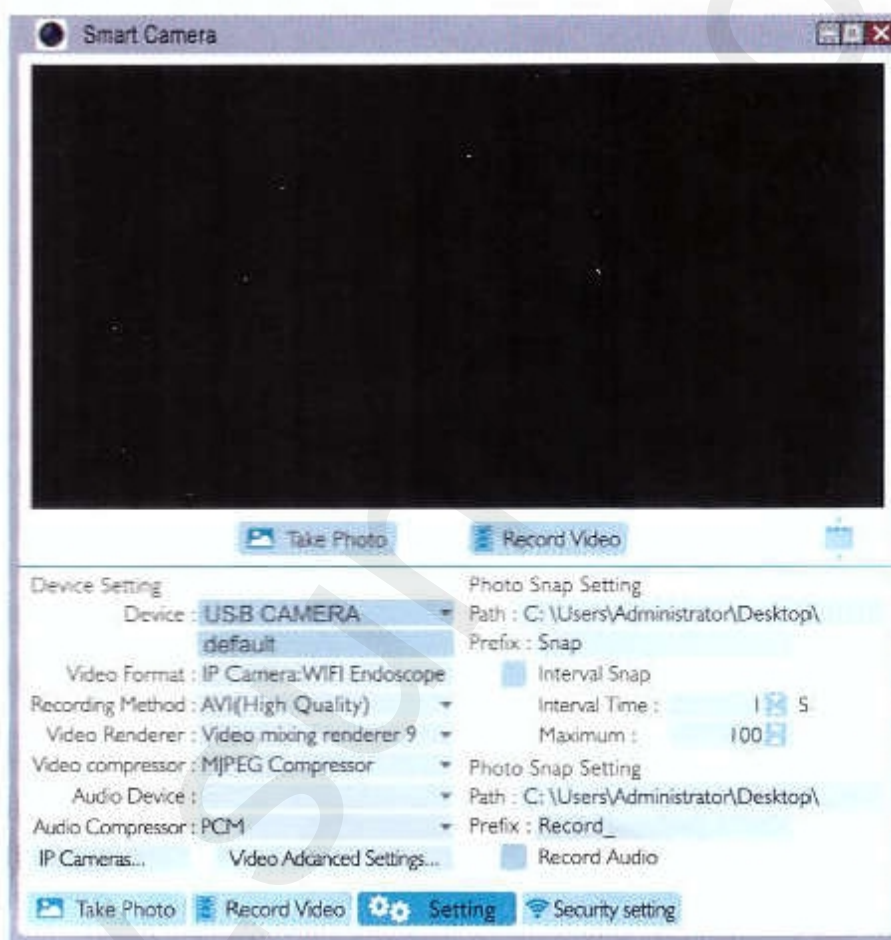 Smart Camera
Take Photo
Record Video
Device Setting
Device : USB CAMERA
default
Video Format : IP Camera:WIFI Endoscope
Recording Method : AVI(High Quality)
Video Renderer : Video mixing renderer 9
Video compressor : MJPEG Compressor
Audio Device :
Audio Compressor : PCM
IP Cameras...
Video Adcanced Settings...
Photo Snap Setting
Path : C: \Users\Administrator\Desktop\
Prefix : Snap
Interval Snap
Interval Time : 1 S
Maximum : 100
Photo Snap Setting
Path : C: \Users\Administrator\Desktop\
Prefix : Record_
Record Audio
Take Photo
Record Video
Setting
Security setting